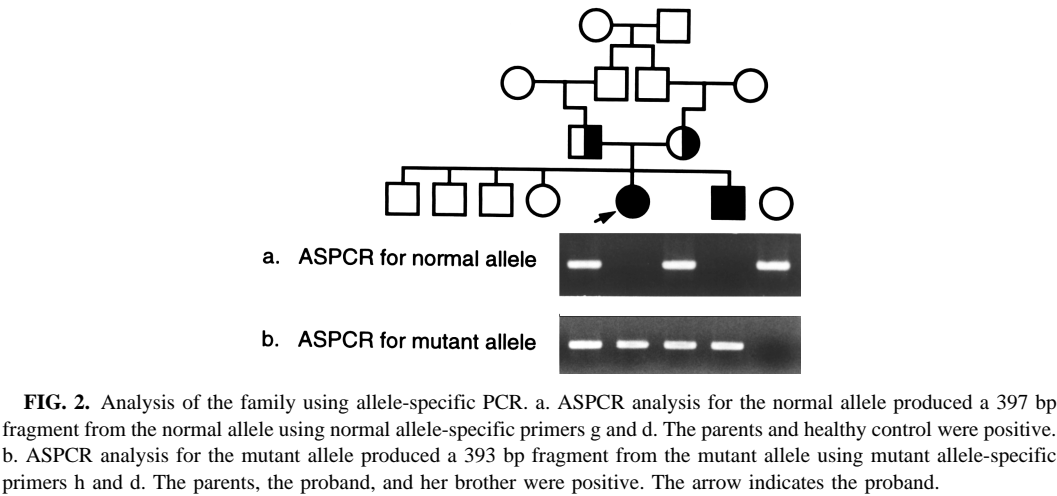 a. ASPCR for normal allele
b. ASPCR for mutant allele
FIG. 2. Analysis of the family using allele-specific PCR. a. ASPCR analysis for the normal allele produced a 397 bp
fragment from the normal allele using normal allele-specific primers g and d. The parents and healthy control were positive.
b. ASPCR analysis for the mutant allele produced a 393 bp fragment from the mutant allele using mutant allele-specific
primers h and d. The parents, the proband, and her brother were positive. The arrow indicates the proband.